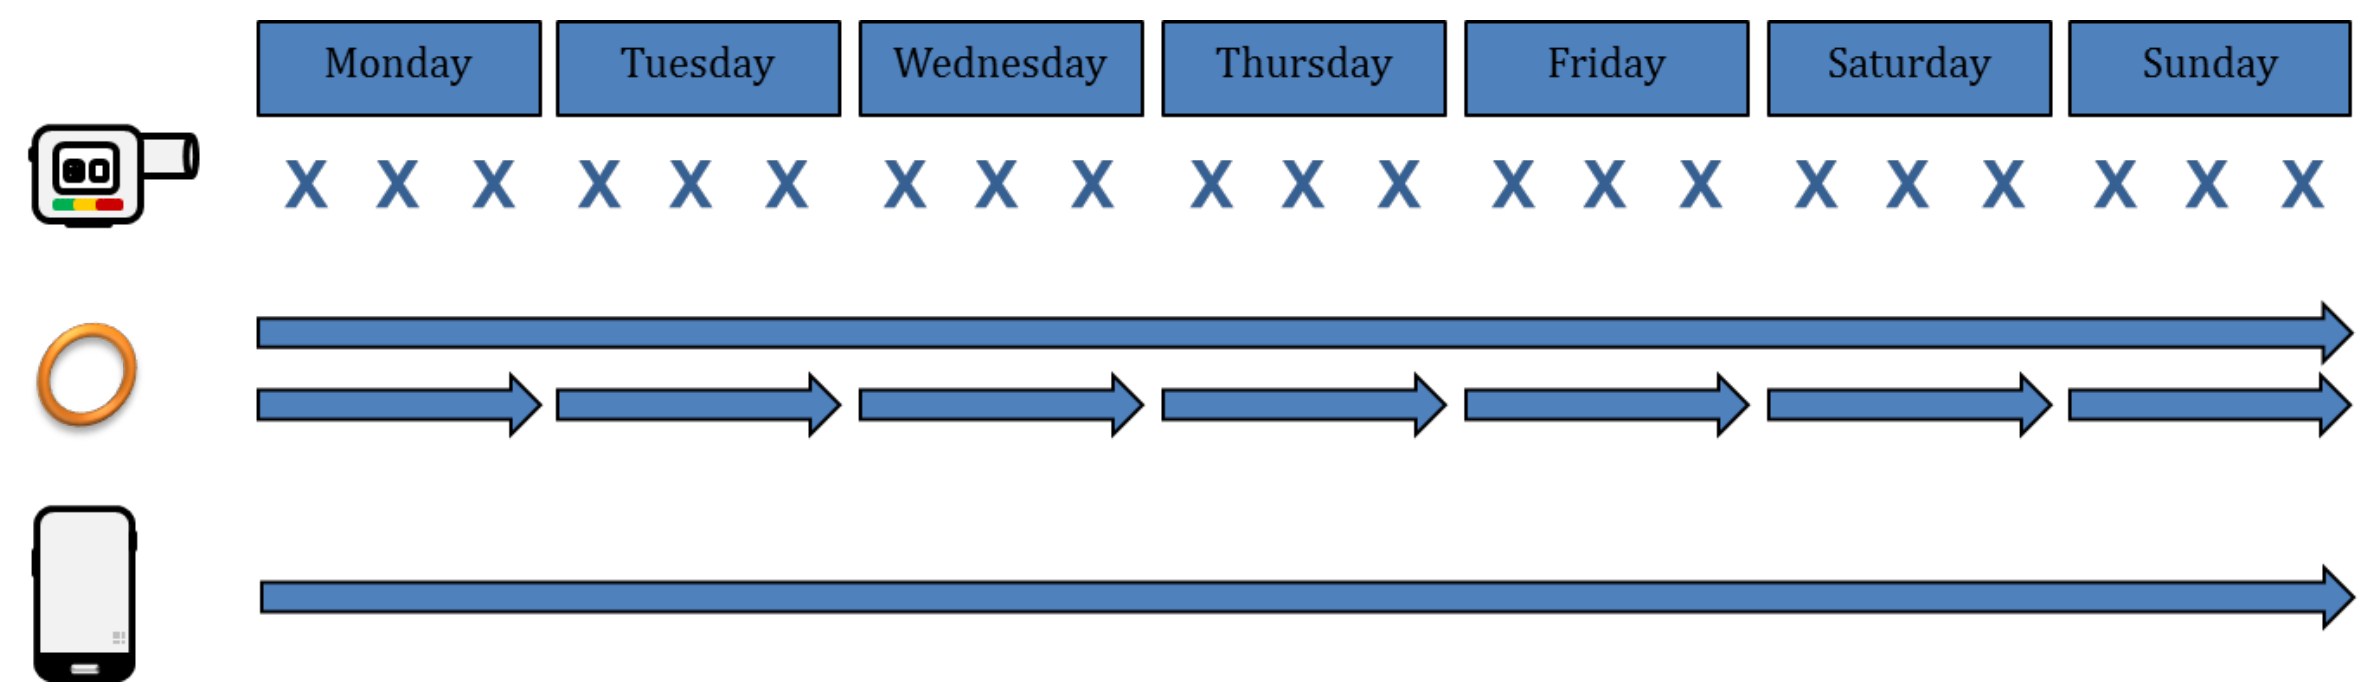 Monday Tuesday Wednesday Thursday Friday Saturday Sunday
X X X X X X X X X X X X X X X X X X X X X